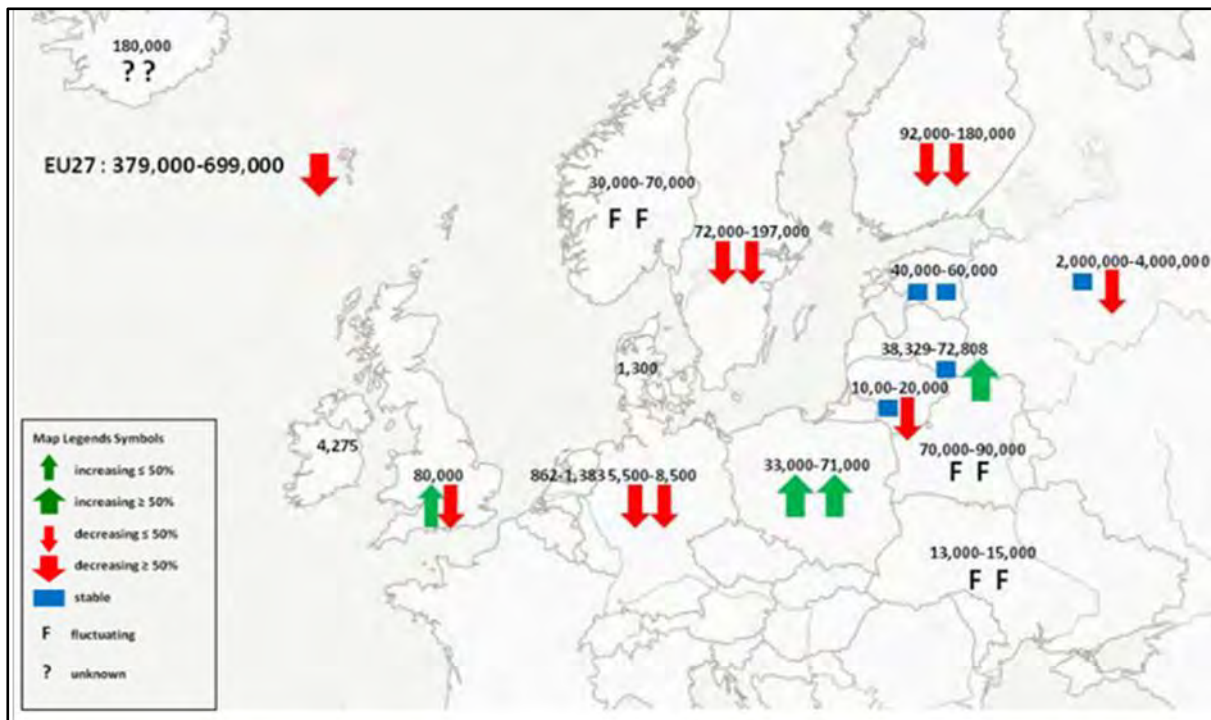 180,000
? ?
EU27 : 379,000-699,000
92,000-180,000
30,000-70,000
F F
72,000-197,000
40,000-60,000
2,000,000-4,000,000
38,329-72,808
1,300
10,00-20,000
4,275
70,000-90,000
F F
80,000
862-1,383
5,500-8,500
33,000-71,000
13,000-15,000
F F
Map Legends Symbols
increasing ≤ 50%
increasing ≥ 50%
decreasing ≤ 50%
decreasing ≥ 50%
stable
F fluctuating
? unknown